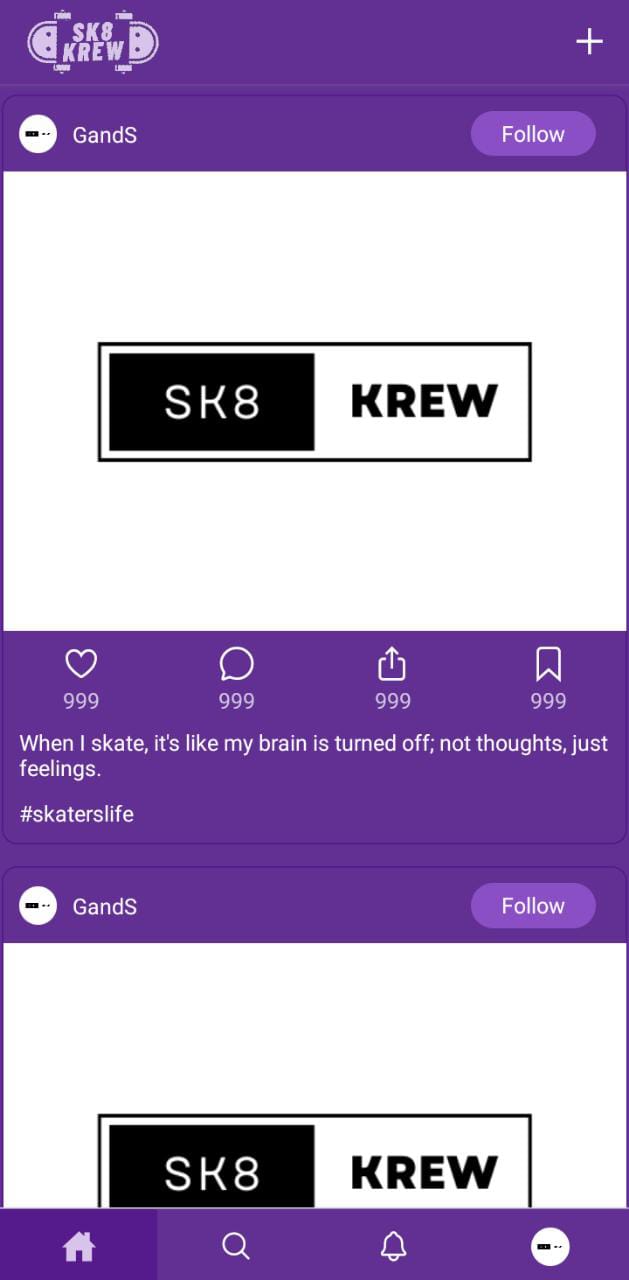 SK8
KREW
GandS
Follow
SK8 KREW
999 999 999 999
When I skate, it's like my brain is turned off; not thoughts, just
feelings.
#skaterslife
GandS
Follow
SK8 KREW